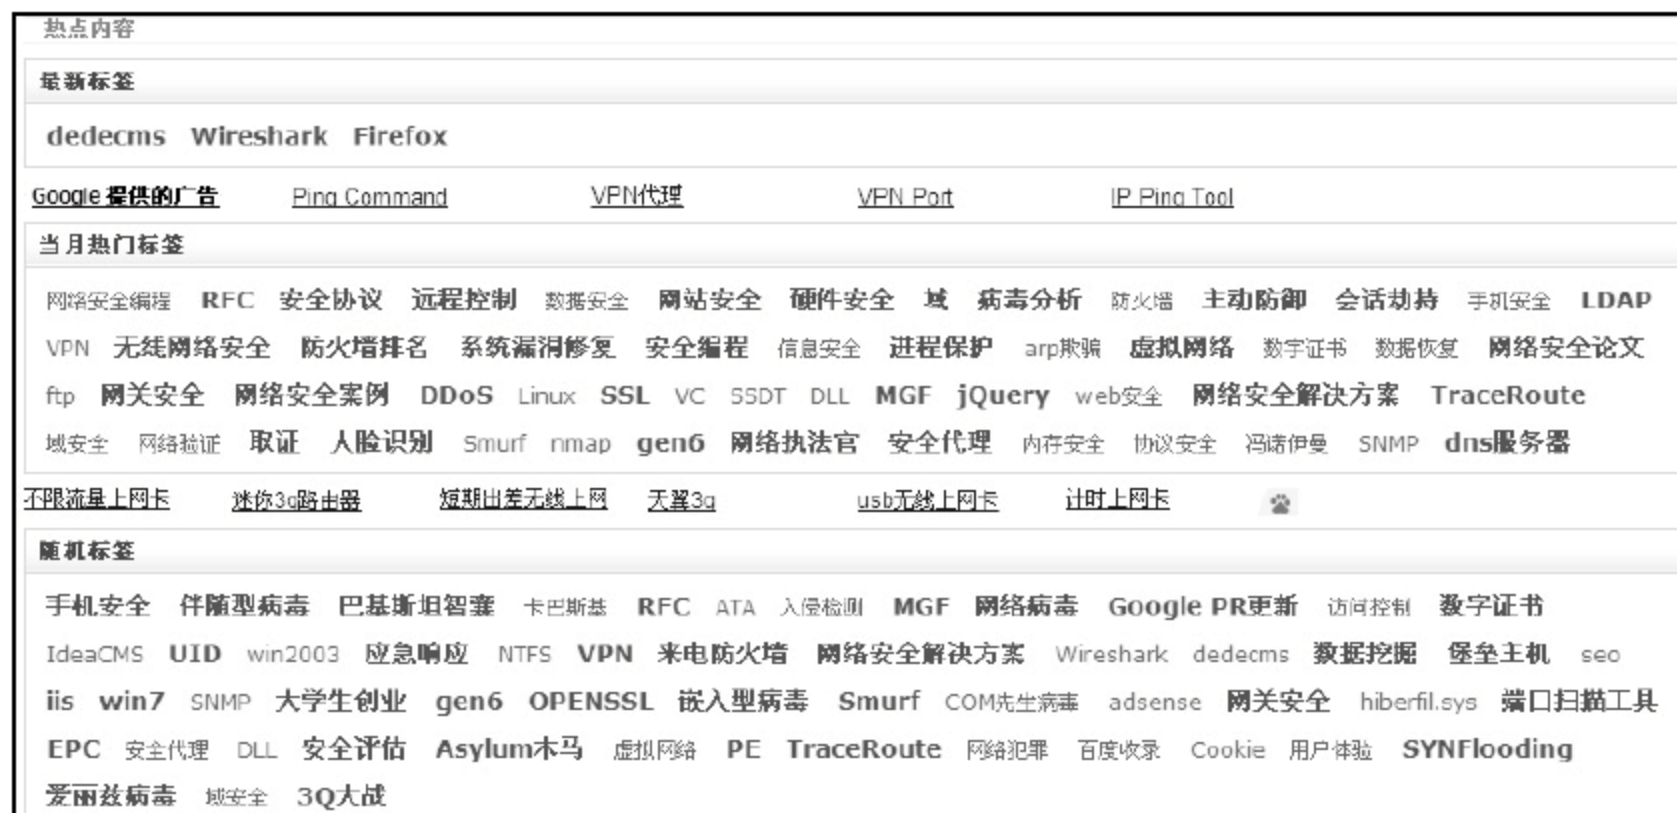 热点内容
最新标签
dedecms Wireshark Firefox
Google 提供的广告 Ping Command VPN代理 VPN Port IP Ping Tool
当月热门标签
网络安全编程 RFC 安全协议 远程控制 数据安全 网站安全 硬件安全 域 病毒分析 防火墙 主动防御 会话劫持 手机安全 LDAP
VPN 无线网络安全 防火墙排名 系统漏洞修复 安全编程 信息安全 进程保护 arp欺骗 虚拟网络 数字证书 数据恢复 网络安全论文
ftp 网关安全 网络安全案例 DDoS Linux SSL VC SSDT DLL MGF jQuery web安全 网络安全解决方案 TraceRoute
域安全 网络验证 取证 人脸识别 Smurf nmap gen6 网络执法官 安全代理 内存安全 协议安全 冯诺伊曼 SNMP dns服务器
不限流量上网卡 迷你3g路由器 短期出差无线上网 天翼3g usb无线上网卡 计时上网卡
随机标签
手机安全 伴随型病毒 巴基斯坦智囊 卡巴斯基 RFC ATA 入侵检测 MGF 网络病毒 Google PR更新 访问控制 数字证书
IdeaCMS UID win2003 应急响应 NTFS VPN 来电防火墙 网络安全解决方案 Wireshark dedecms 数据挖掘 堡垒主机 seo
iis win7 SNMP 大学生创业 gen6 OPENSSL 嵌入型病毒 Smurf COM先生病毒 adsense 网关安全 hiberfil.sys 端口扫描工具
EPC 安全代理 DLL 安全评估 Asylum木马 虚拟网络 PE TraceRoute 网络犯罪 百度收录 Cookie 用户体验 SYNFlooding
爱丽兹病毒 域安全 3Q大战